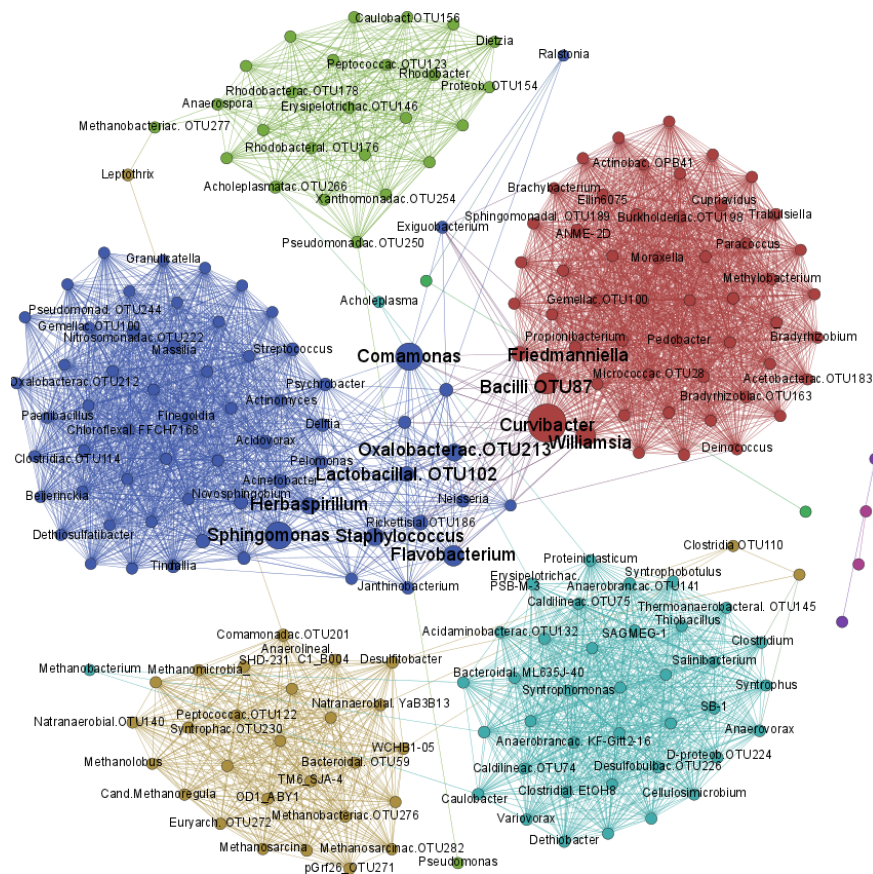 Caulobact.OTU156
Dietzia
Ralstonia
Peptococcac.OTU123
Rhodobacter
Proteob.OTU154
Rhodobacterac.OTU178
Anaerospora
Erysipelotrichac.OTU146
Methanobacteriac. OTU277
Rhodobacteral. OTU176
Leptothrix
Acholeplasmatac.OTU266
Xanthomonadac.OTU254
Pseudomonadac.OTU250
Exiguobacterium
Acholeplasma
Actinobac. OPB41
Brachybacterium
Ellin6075
Cupriavidus
Trabulsiella
Sphingomonadal. OTU189
Burkholderiac.OTU198
ANME-2D
Paracoccus
Moraxella
Methylobacterium
Gemellac.OTU100
Propionibacterium
Pedobacter
Bradyrhizobium
Friedmanniella
Micrococcac.OTU28
Acetobacterac.OTU183
Bacilli OTU87
Bradyrhizobiac.OTU163
Curvibacter
Williamsia
Deinococcus
Granulicatella
Pseudomonad. OTU244
Gemellac.OTU100
Nitrosomonadac.OTU222
Massilia
Streptococcus
Comamonas
Oxalobacterac.OTU212
Psychrobacter
Actinomyces
Paenibacillus
Finegoldia
Delftia
Chloroflexal. FFCH7168
Acidovorax
Oxalobacterac.OTU213
Clostridiac.OTU114
Pelomonas
Lactobacillal. OTU102
Acinetobacter
Beijerinckia
Novosphingobium
Neisseria
Herbaspirillum
Dethiosulfatibacter
Rickettsial.OTU186
Sphingomonas
Staphylococcus
Flavobacterium
Tindallia
Janthinobacterium
Clostridia OTU110
Proteiniclasticum
Syntrophobotulus
Erysipelotrichac.
PSB-M-3
Anaerobrancac.OTU141
Caldilineac.OTU75
Thermoanaerobacteral. OTU145
Thiobacillus
Acidaminobacterac.OTU132
SAGMEG-1
Clostridium
Bacteroidal. ML635J-40
Salinibacterium
Syntrophomonas
Syntrophus
SB-1
Anaerovorax
Anaerobrancac. KF-Gitt2-16
D-proteob.OTU224
Caldilineac.OTU74
Desulfobulbac.OTU226
Clostridial. EtOH8
Cellulosimicrobium
Caulobacter
Variovorax
Dethiobacter
Comamonadac.OTU201
Anaerolineal.
SHD-231
C1_B004
Desulfitobacter
Methanobacterium
Methanomicrobia_
Natranaerobial. YaB3B13
Peptococcac.OTU122
Natranaerobial.OTU140
Syntrophac.OTU230
WCHB1-05
Methanolobus
Bacteroidal. OTU59
TM6_SJA-4
Cand.Methanoregula
OD1_ABY1
Methanobacteriac.OTU276
Euryarch_OTU272
Methanosarcina
Methanosarcinac.OTU282
pGrf26_OTU271
Pseudomonas